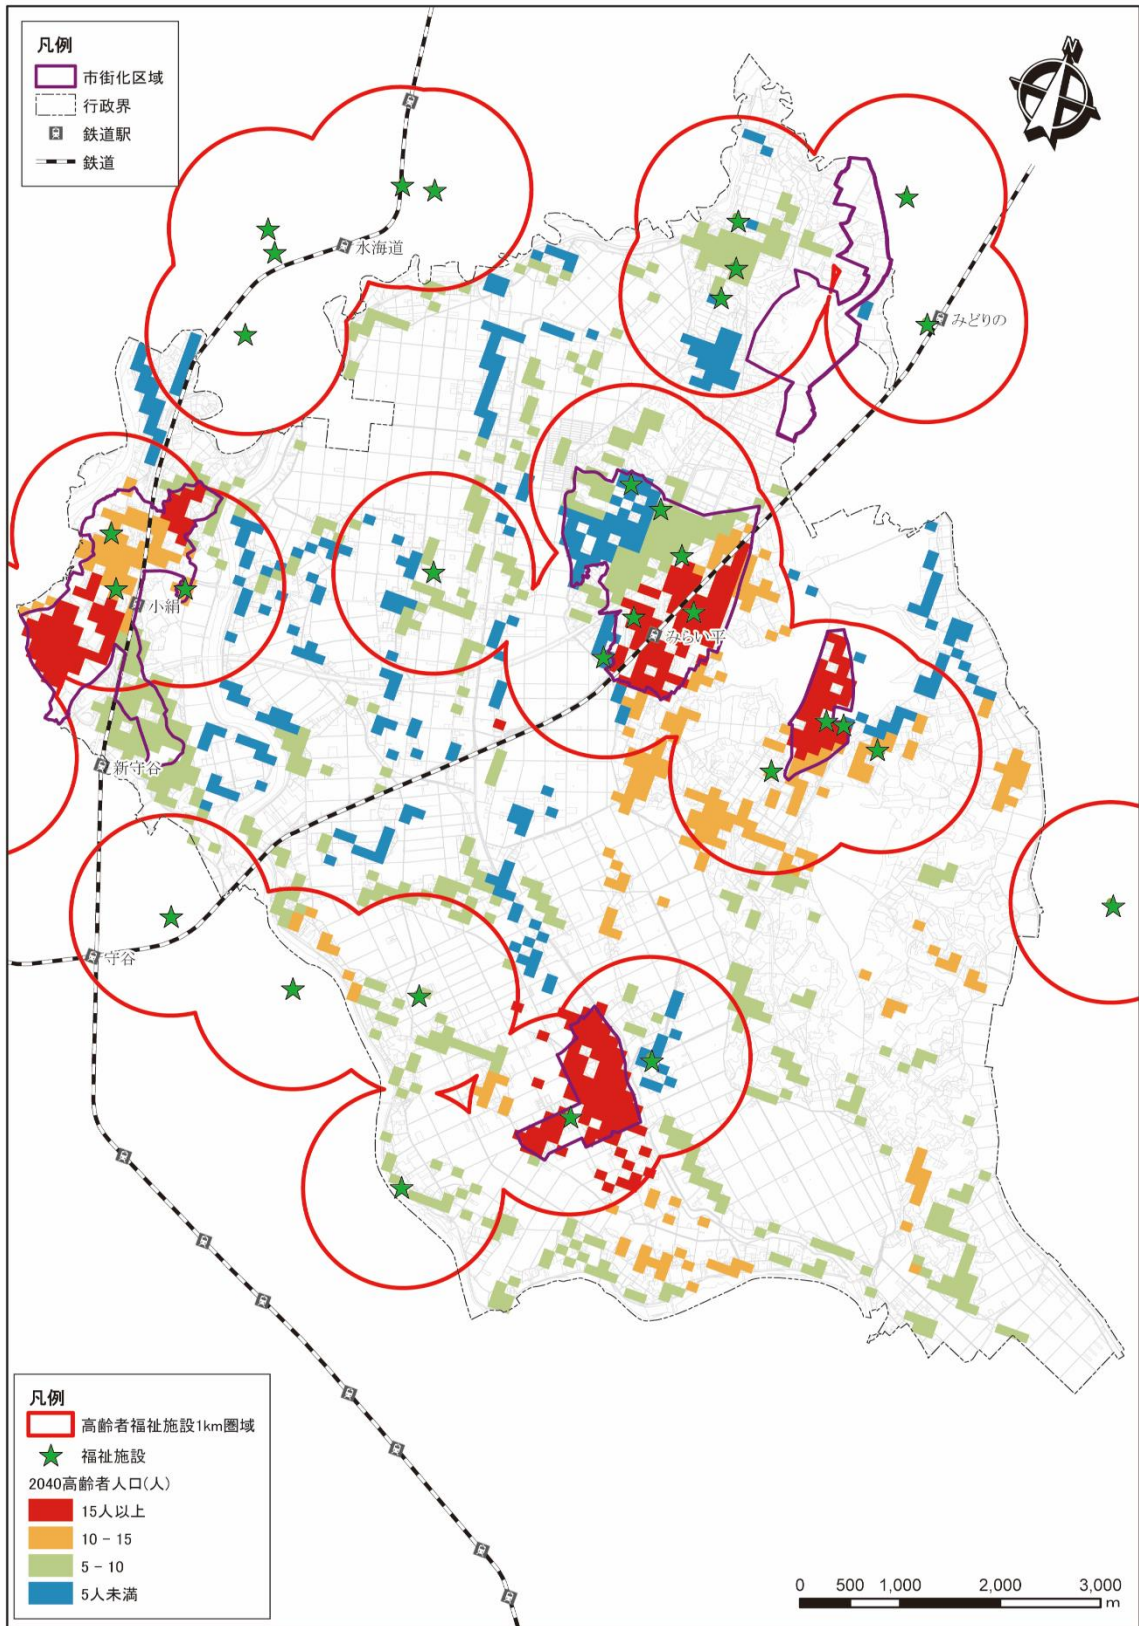 凡例
市街化区域
行政界
鉄道駅
鉄道
N
水海道
みどりの
小絹
みらい平
新守谷
守谷
凡例
高齢者福祉施設1km圏域
福祉施設
2040高齢者人口(人)
15人以上
10 - 15
5 - 10
5人未満
0 500 1,000 2,000 3,000
m